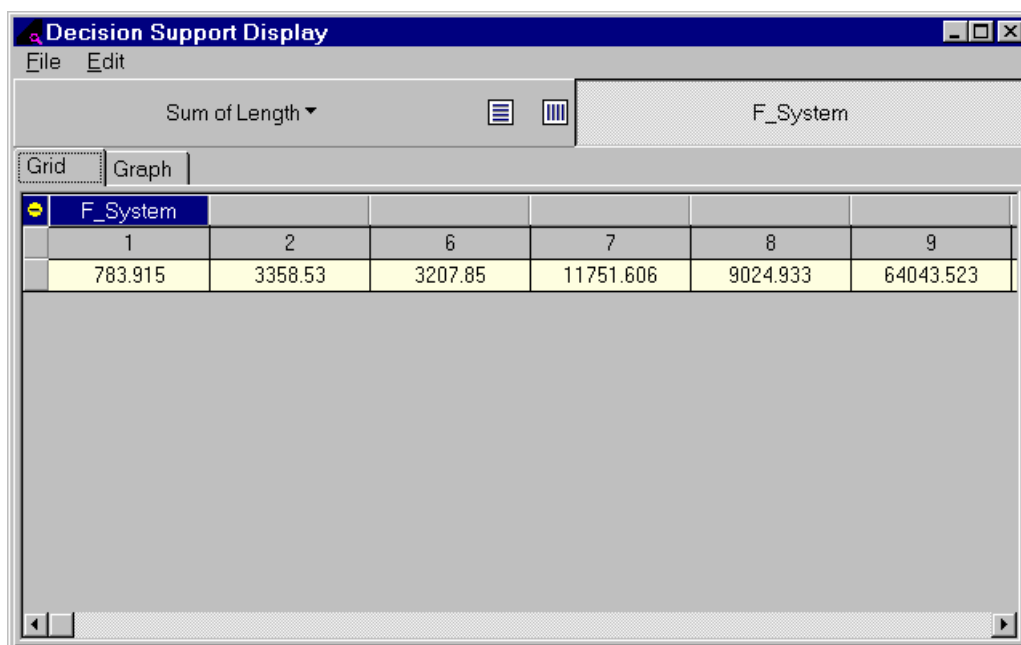 Decision Support Display
File Edit
Sum of Length F_System
Grid Graph
F_System
1 2 6 7 8 9
783.915 3358.53 3207.85 11751.606 9024.933 64043.523